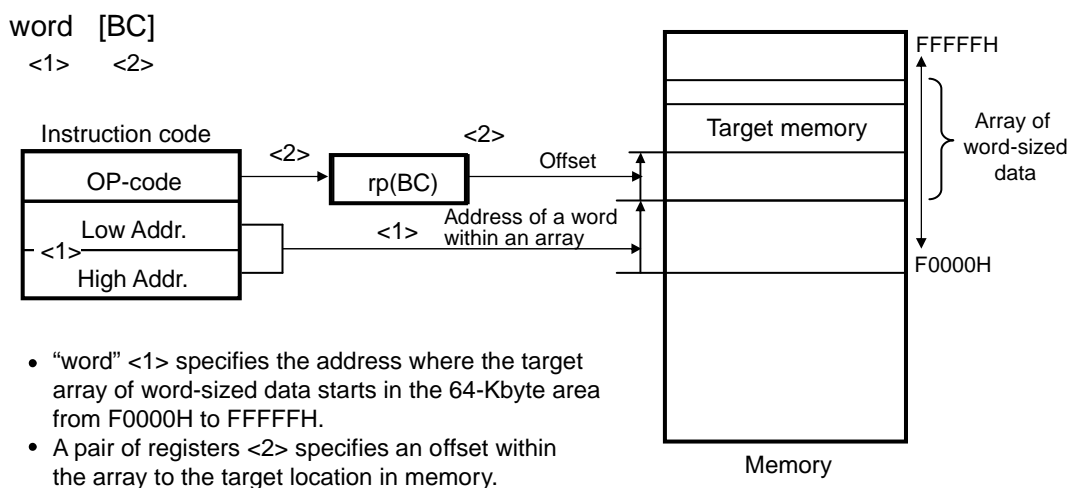 word [BC]
<1> <2>
Instruction code
OP-code
Low Addr.
<1>
High Addr.
<2>
rp(BC)
<2>
Offset
<1>
Address of a word
within an array
Target memory
FFFFFH
Array of
word-sized
data
F0000H
Memory
• “word” <1> specifies the address where the target
array of word-sized data starts in the 64-Kbyte area
from F0000H to FFFFFH.
• A pair of registers <2> specifies an offset within
the array to the target location in memory.